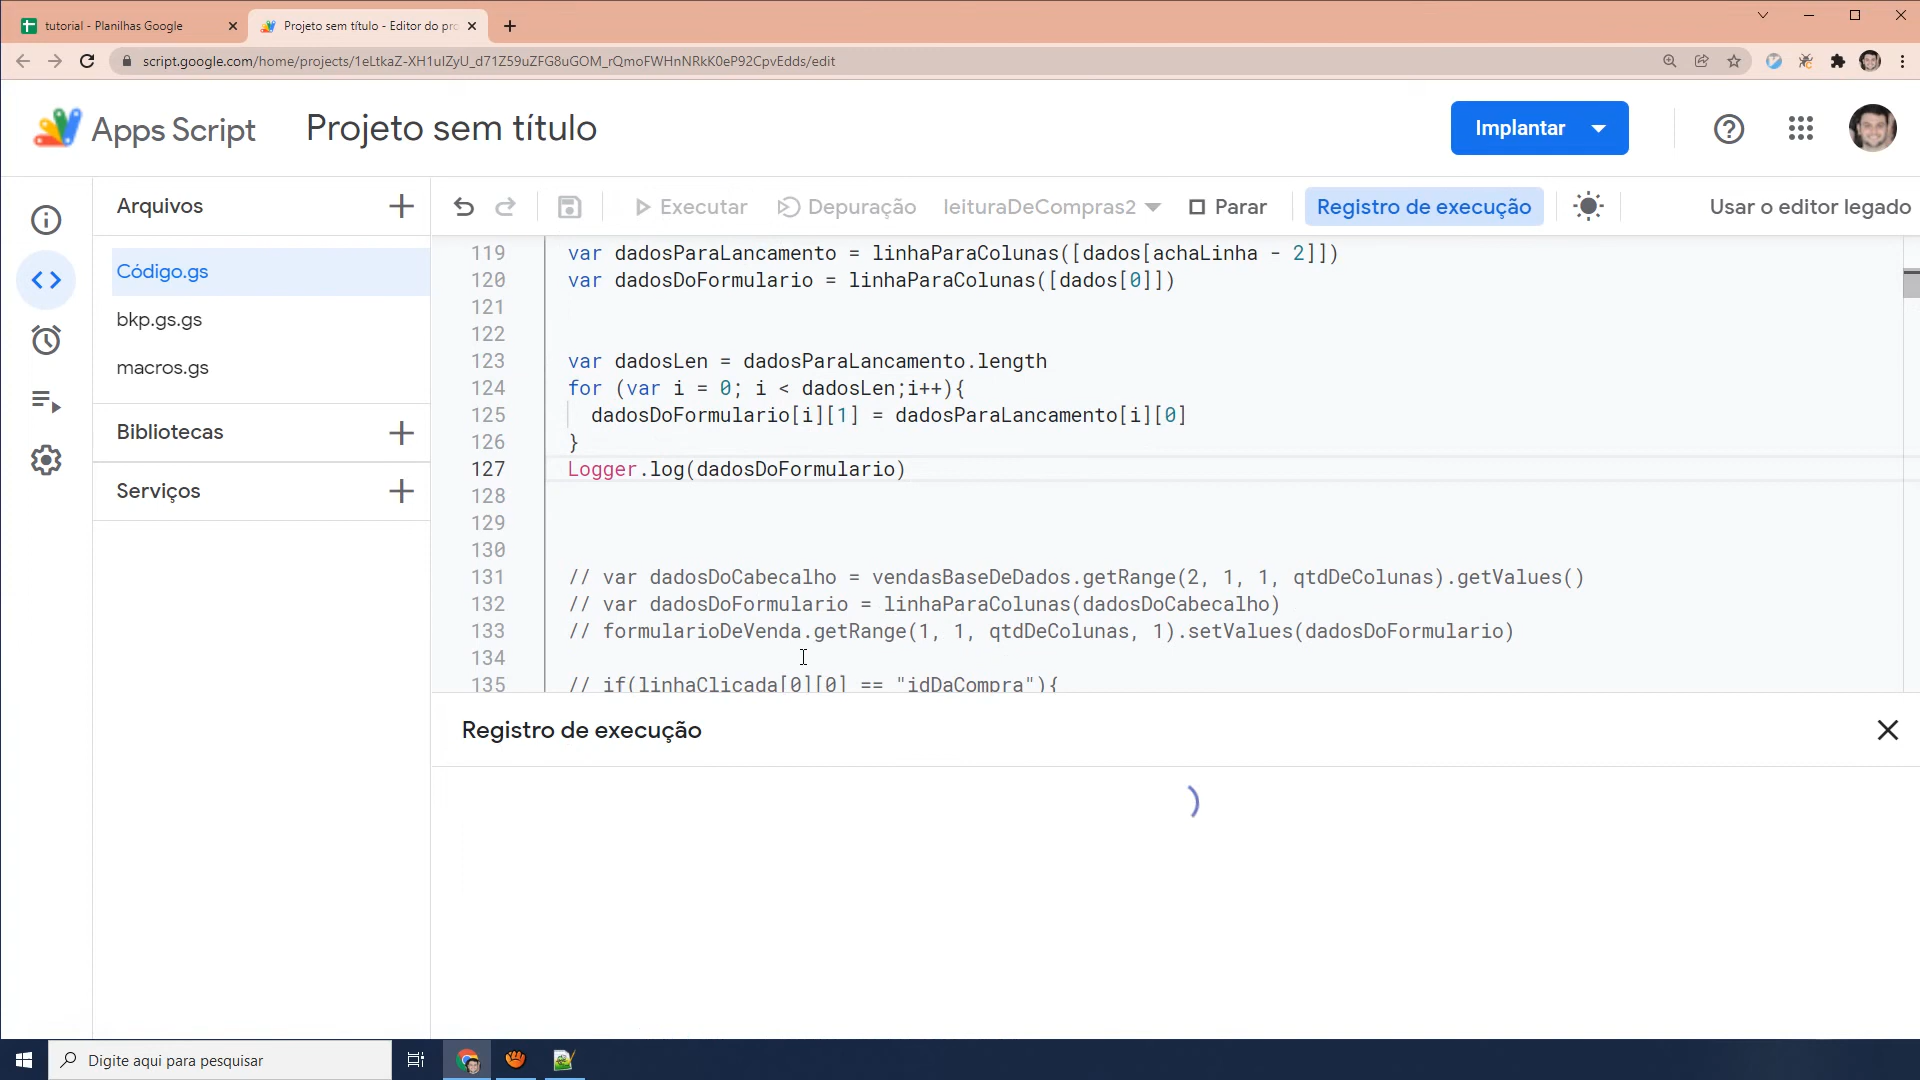 tutorial - Planilhas Google
Projeto sem título - Editor do pro
script.google.com/home/projects/1eLtkaZ-XH1uIZyU_d71Z59uZFG8uGOM_rQmoFWHnNRkK0eP92CpvEdds/edit
Apps Script
Projeto sem título
Implantar
Arquivos
Executar
Depuração
leituraDeCompras2
Parar
Registro de execução
Usar o editor legado
Código.gs
bkp.gs.gs
macros.gs
Bibliotecas
Serviços
119 var dadosParaLancamento = linhaParaColunas([dados[achaLinha - 2]])
120 var dadosDoFormulario = linhaParaColunas([dados[0]])
121
122
123 var dadosLen = dadosParaLancamento.length
124 for (var i = 0; i < dadosLen;i++){
125 dadosDoFormulario[i][1] = dadosParaLancamento[i][0]
126 }
127 Logger.log(dadosDoFormulario)
128
129
130
131 // var dadosDoCabecalho = vendasBaseDeDados.getRange(2, 1, 1, qtdDeColunas).getValues()
132 // var dadosDoFormulario = linhaParaColunas(dadosDoCabecalho)
133 // formularioDeVenda.getRange(1, 1, qtdDeColunas, 1).setValues(dadosDoFormulario)
134
135 // if(linhaClicada[0][0] == "idDaCompra"){
Registro de execução
Digite aqui para pesquisar